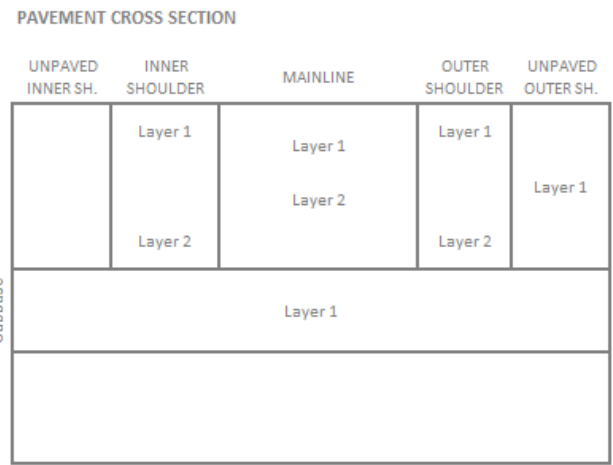 PAVEMENT CROSS SECTION
UNPAVED INNER SH.
INNER SHOULDER
MAINLINE
OUTER SHOULDER
UNPAVED OUTER SH.
Layer 1
Layer 1
Layer 1
Layer 2
Layer 1
Layer 2
Layer 2
Layer 1